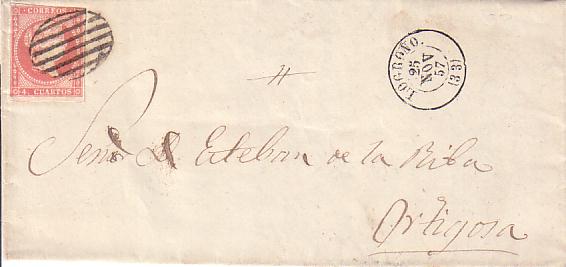 CORREOS
4. CUARTOS
LOGROÑO.
25
NOV
57
(33)
Señor D. Esteban de la Riba
Ortigosa